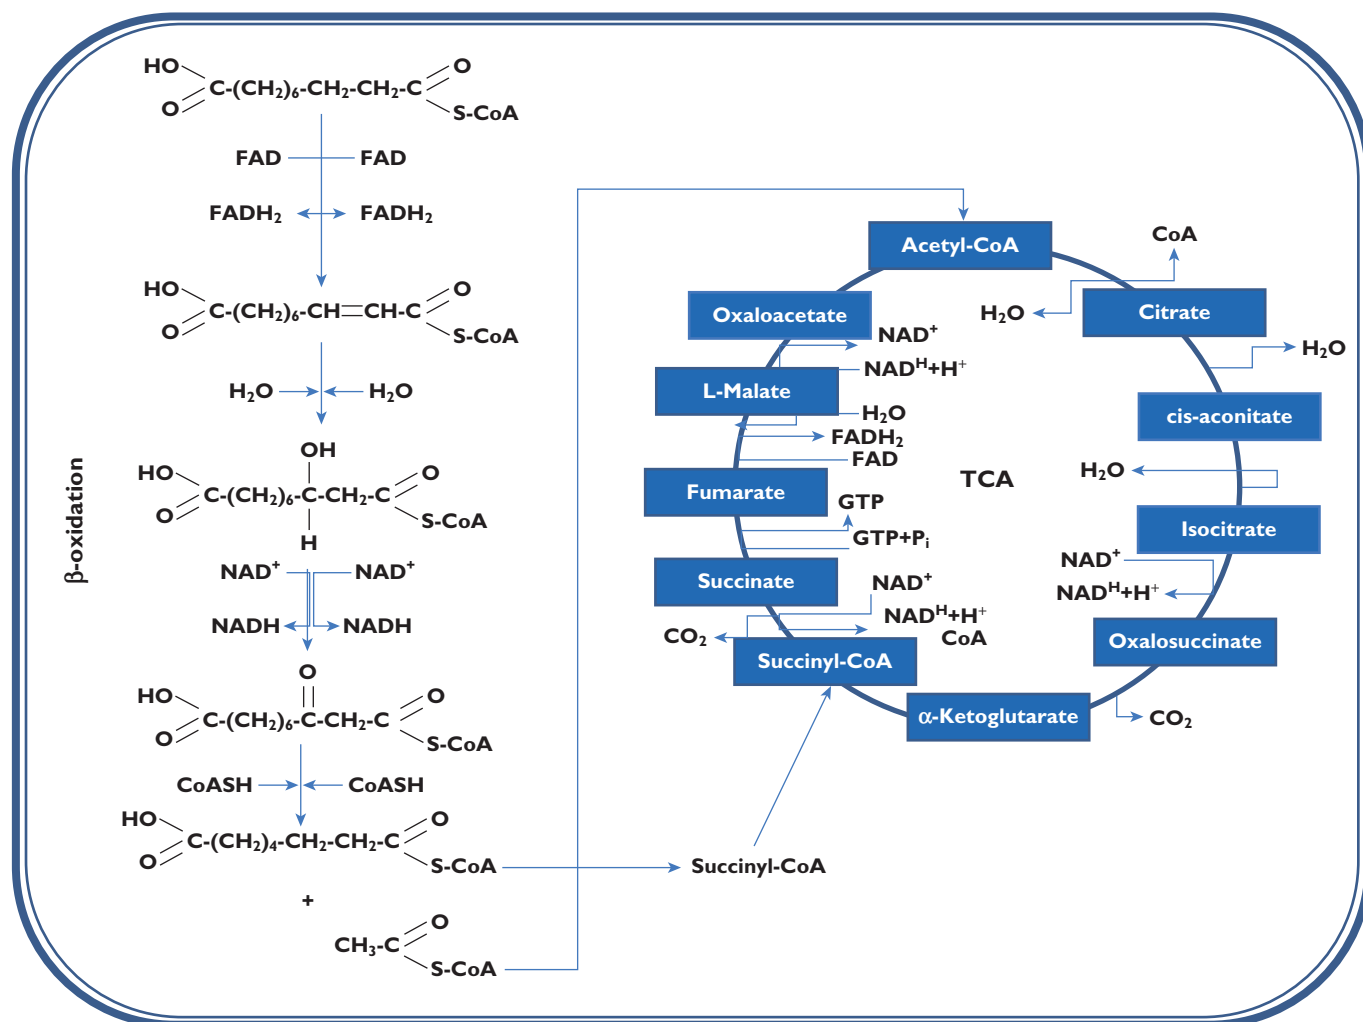 HO
O
C-(CH₂)₆-CH₂-CH₂-C
O
S-CoA
FAD
FAD
FADH₂
FADH₂
HO
O
C-(CH₂)₆-CH=CH-C
O
S-CoA
H₂O
H₂O
OH
HO
O
C-(CH₂)₆-C-CH₂-C
O
S-CoA
H
NAD⁺
NAD⁺
NADH
NADH
O
HO
O
C-(CH₂)₆-C-CH₂-C
O
S-CoA
CoASH
CoASH
HO
O
C-(CH₂)₄-CH₂-CH₂-C
O
S-CoA
+
CH₃-C
O
S-CoA
β-oxidation
Succinyl-CoA
Acetyl-CoA
CoA
H₂O
Citrate
H₂O
cis-aconitate
H₂O
Isocitrate
NAD⁺
NADᴴ+H⁺
Oxalosuccinate
CO₂
α-Ketoglutarate
Succinyl-CoA
CO₂
NAD⁺
NADᴴ+H⁺
CoA
Succinate
GTP
GTP+Pᵢ
Fumarate
H₂O
FADH₂
FAD
L-Malate
NAD⁺
NADᴴ+H⁺
Oxaloacetate
TCA